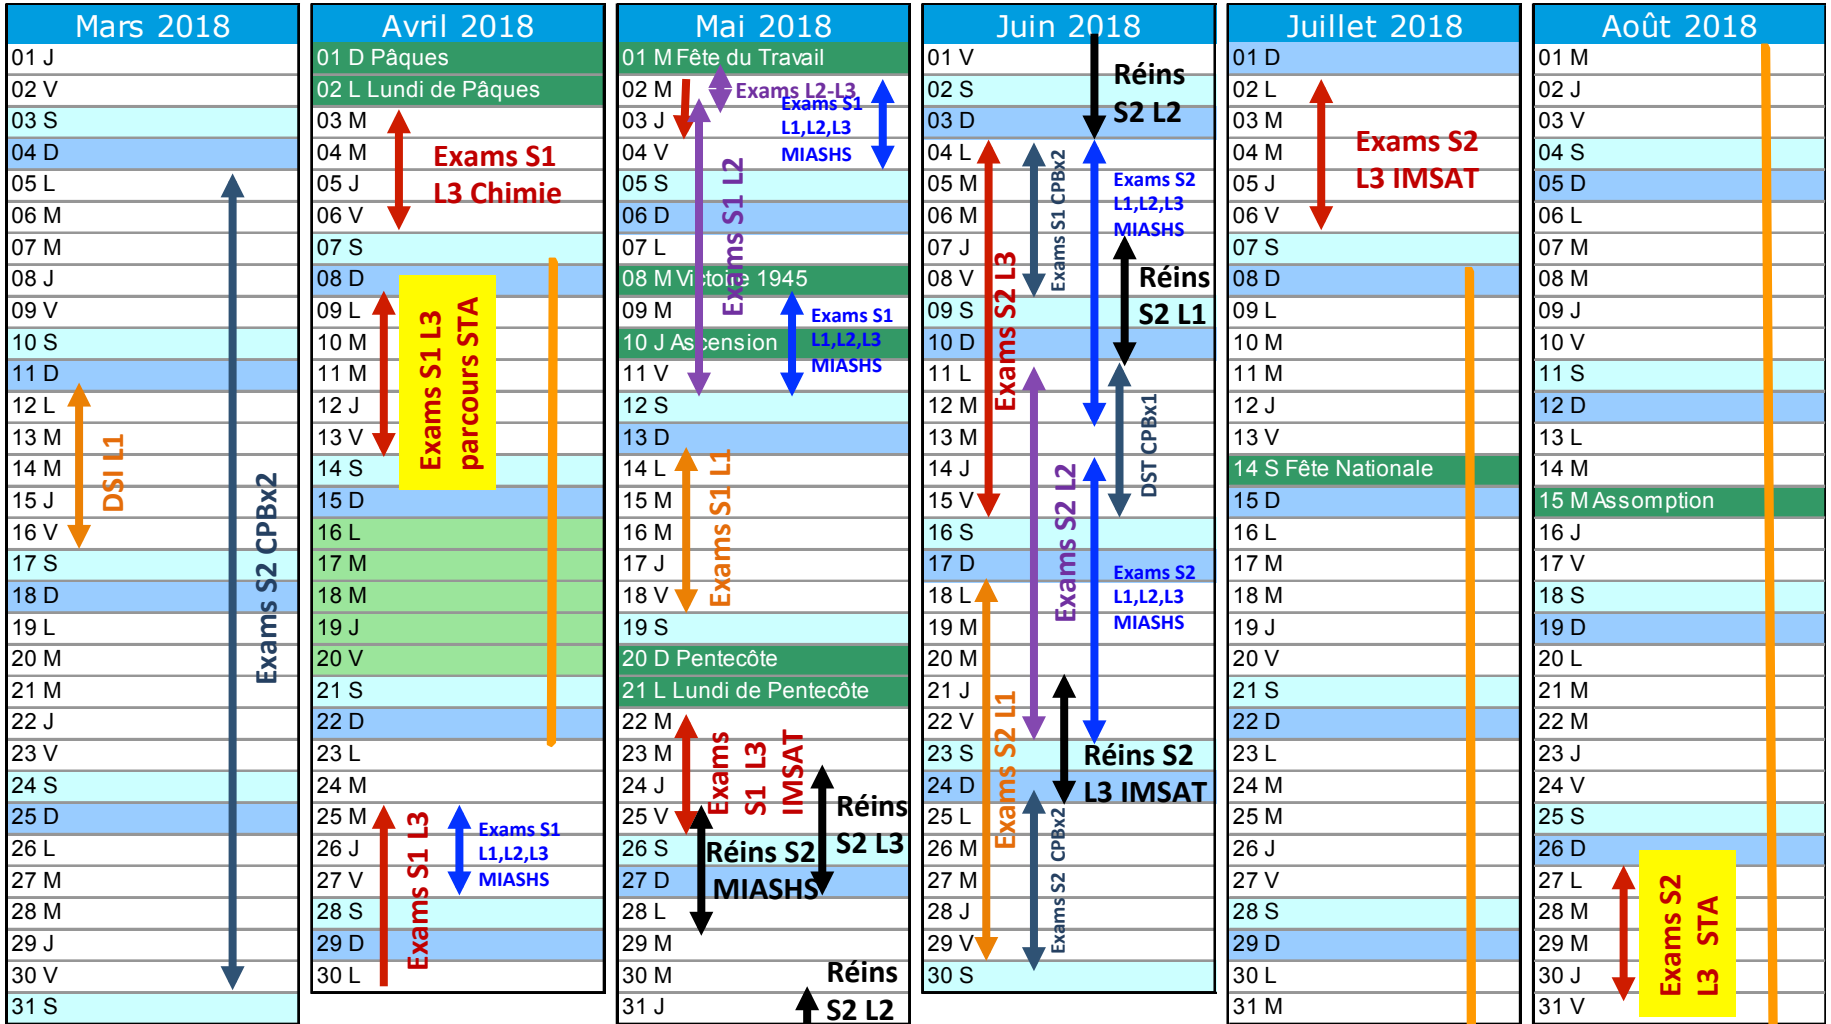 Mars 2018
01 J
02 V
03 S
04 D
05 L
06 M
07 M
08 J
09 V
10 S
11 D
12 L
13 M
14 M
15 J
16 V
17 S
18 D
19 L
20 M
21 M
22 J
23 V
24 S
25 D
26 L
27 M
28 M
29 J
30 V
31 S
DSI L1
Exams S2 CPBx2
Avril 2018
01 D Pâques
02 L Lundi de Pâques
03 M
04 M
05 J
06 V
07 S
08 D
09 L
10 M
11 M
12 J
13 V
14 S
15 D
16 L
17 M
18 M
19 J
20 V
21 S
22 D
23 L
24 M
25 M
26 J
27 V
28 S
29 D
30 L
Exams S1
L3 Chimie
Exams S1 L3
parcours STA
Exams S1 L3
Exams S1
L1,L2,L3
MIASHS
Mai 2018
01 M Fête du Travail
02 M
03 J
04 V
05 S
06 D
07 L
08 M Victoire 1945
09 M
10 J Ascension
11 V
12 S
13 D
14 L
15 M
16 M
17 J
18 V
19 S
20 D Pentecôte
21 L Lundi de Pentecôte
22 M
23 M
24 J
25 V
26 S
27 D
28 L
29 M
30 M
31 J
Exams L2-L3
Exams S1
L1,L2,L3
MIASHS
Exams S1 L2
Exams S1
L1,L2,L3
MIASHS
Exams S1 L1
Exams
S1 L3
IMSAT
Réins
S2 L3
Réins S2
MIASHS
Réins
S2 L2
Juin 2018
01 V
02 S
03 D
04 L
05 M
06 M
07 J
08 V
09 S
10 D
11 L
12 M
13 M
14 J
15 V
16 S
17 D
18 L
19 M
20 M
21 J
22 V
23 S
24 D
25 L
26 M
27 M
28 J
29 V
30 S
Réins
S2 L2
Exams S2 L3
Exams S1 CPBx2
Exams S2
L1,L2,L3
MIASHS
Réins
S2 L1
DST CPBx1
Exams S2 L2
Exams S2
L1,L2,L3
MIASHS
Exams S2 L1
Réins S2
L3 IMSAT
Exams S2 CPBx2
Juillet 2018
01 D
02 L
03 M
04 M
05 J
06 V
07 S
08 D
09 L
10 M
11 M
12 J
13 V
14 S Fête Nationale
15 D
16 L
17 M
18 M
19 J
20 V
21 S
22 D
23 L
24 M
25 M
26 J
27 V
28 S
29 D
30 L
31 M
Exams S2
L3 IMSAT
Août 2018
01 M
02 J
03 V
04 S
05 D
06 L
07 M
08 M
09 J
10 V
11 S
12 D
13 L
14 M
15 M Assomption
16 J
17 V
18 S
19 D
20 L
21 M
22 M
23 J
24 V
25 S
26 D
27 L
28 M
29 M
30 J
31 V
Exams S2
L3 STA